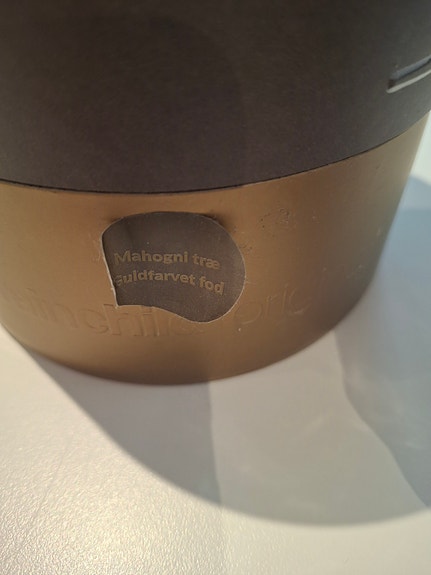 Mahogni træ
Guldfarvet fod